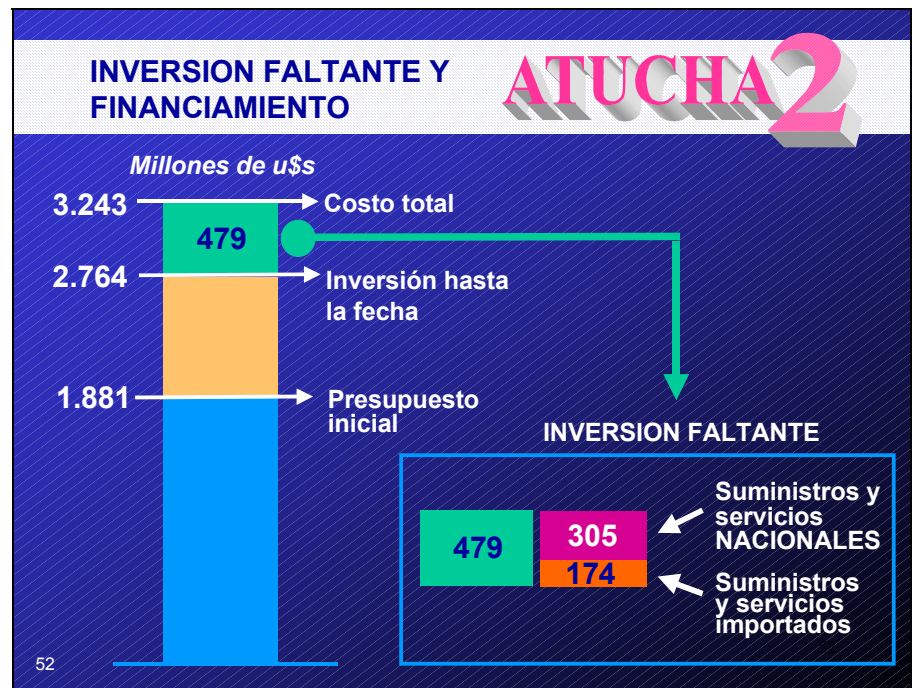 INVERSION FALTANTE Y
FINANCIAMIENTO
ATUCHA2
Millones de u$s
3.243
Costo total
479
2.764
Inversión hasta
la fecha
1.881
Presupuesto
inicial
INVERSION FALTANTE
479
305
174
Suministros y
servicios
NACIONALES
Suministros
y servicios
importados
52